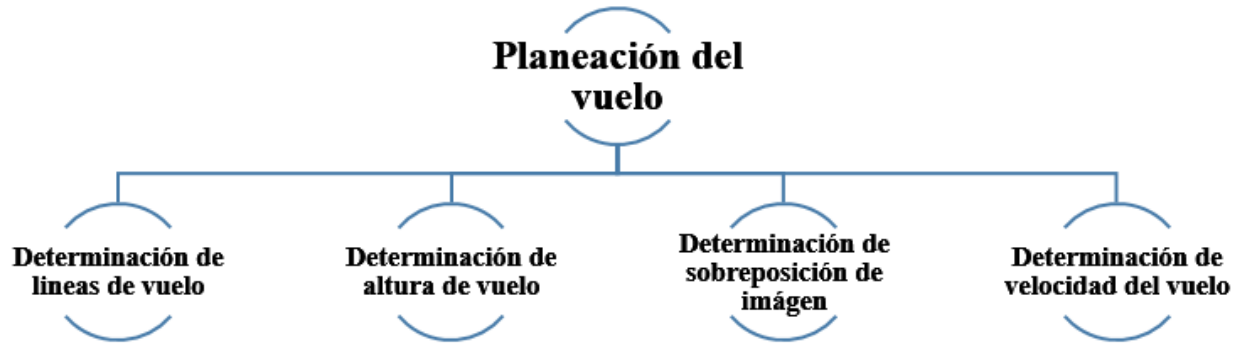 Planeación del
vuelo
Determinación de
lineas de vuelo
Determinación de
altura de vuelo
Determinación de
sobreposición de
imágen
Determinación de
velocidad del vuelo